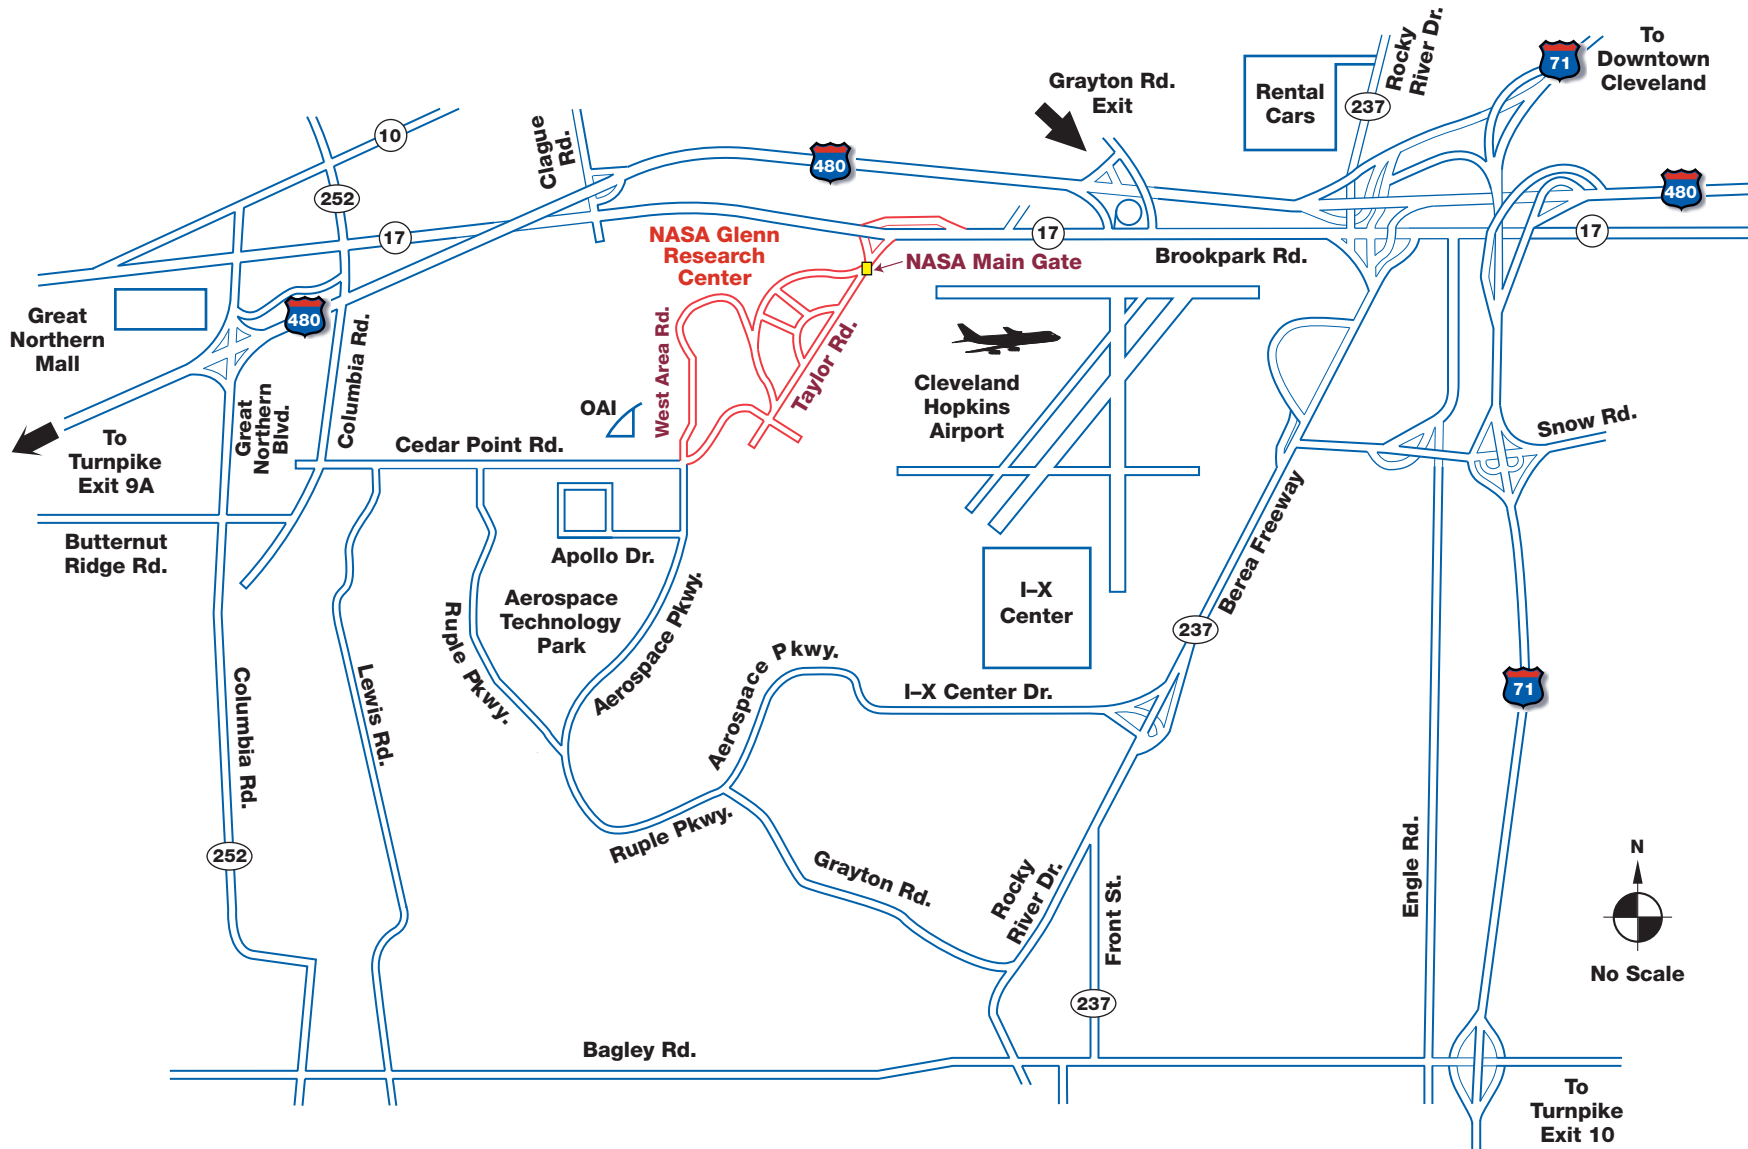 To
Downtown
Cleveland
71
Rocky
River Dr.
237
Rental
Cars
Grayton Rd.
Exit
10
Clague
Rd.
480
252
480
17
17
17
NASA Glenn
Research
Center
NASA Main Gate
Brookpark Rd.
Great
Northern
Mall
480
Columbia Rd.
West Area Rd.
Taylor Rd.
Cleveland
Hopkins
Airport
OAI
Great
Northern
Blvd.
To
Turnpike
Exit 9A
Cedar Point Rd.
Snow Rd.
Butternut
Ridge Rd.
Apollo Dr.
Aerospace
Technology
Park
Ruple Pkwy.
Aerospace Pkwy.
I–X
Center
Berea Freeway
237
Aerospace Pkwy.
I–X Center Dr.
71
Columbia Rd.
Lewis Rd.
252
Ruple Pkwy.
Grayton Rd.
Rocky
River Dr.
Front St.
237
Engle Rd.
N
No Scale
Bagley Rd.
To
Turnpike
Exit 10